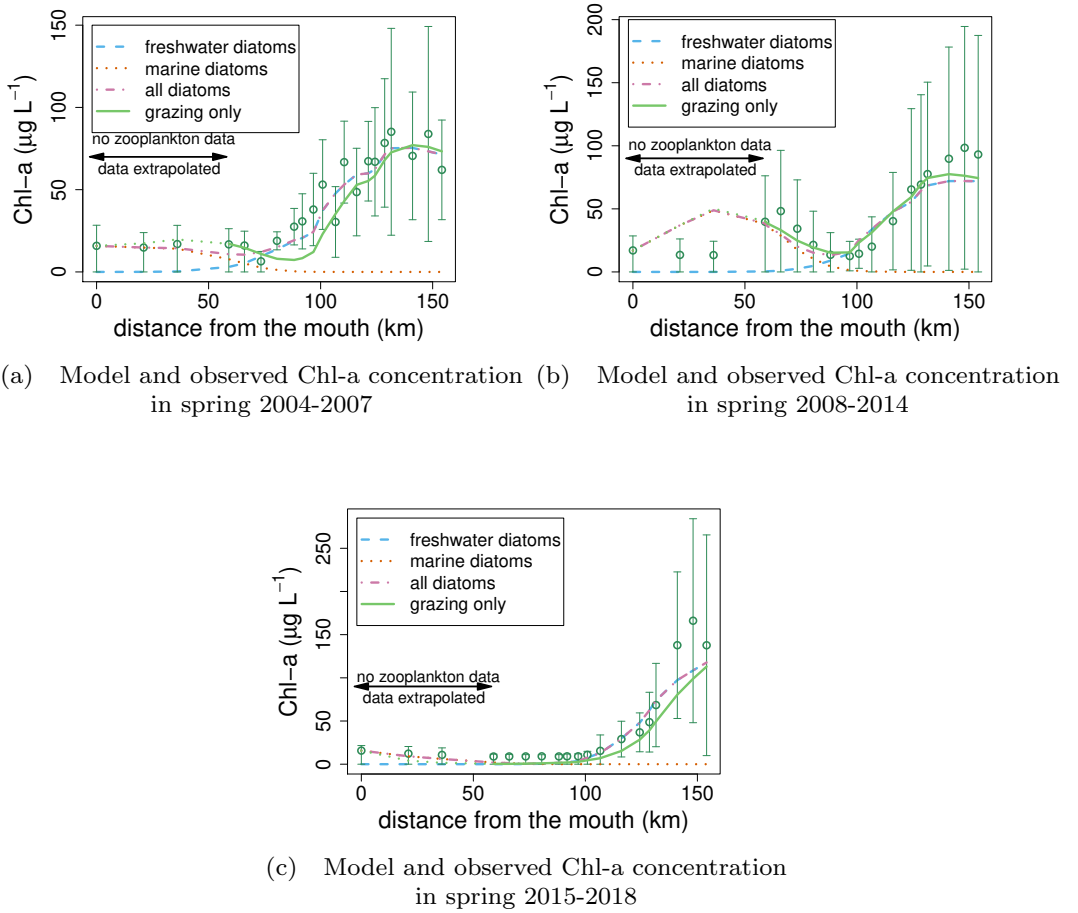 150
100
50
0
Chl−a (µg L−1)
freshwater diatoms
marine diatoms
all diatoms
grazing only
no zooplankton data
data extrapolated
0 50 100 150
distance from the mouth (km)
(a) Model and observed Chl-a concentration
in spring 2004-2007
200
150
100
50
0
Chl−a (µg L−1)
freshwater diatoms
marine diatoms
all diatoms
grazing only
no zooplankton data
data extrapolated
0 50 100 150
distance from the mouth (km)
(b) Model and observed Chl-a concentration
in spring 2008-2014
250
150
50
0
Chl−a (µg L−1)
freshwater diatoms
marine diatoms
all diatoms
grazing only
no zooplankton data
data extrapolated
0 50 100 150
distance from the mouth (km)
(c) Model and observed Chl-a concentration
in spring 2015-2018